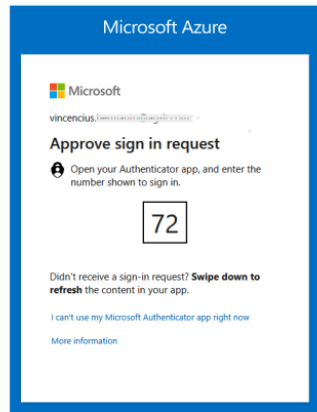 Microsoft Azure
Microsoft
vincencius.
Approve sign in request
Open your Authenticator app, and enter the
number shown to sign in.
72
Didn't receive a sign-in request? Swipe down to
refresh the content in your app.
I can't use my Microsoft Authenticator app right now
More information